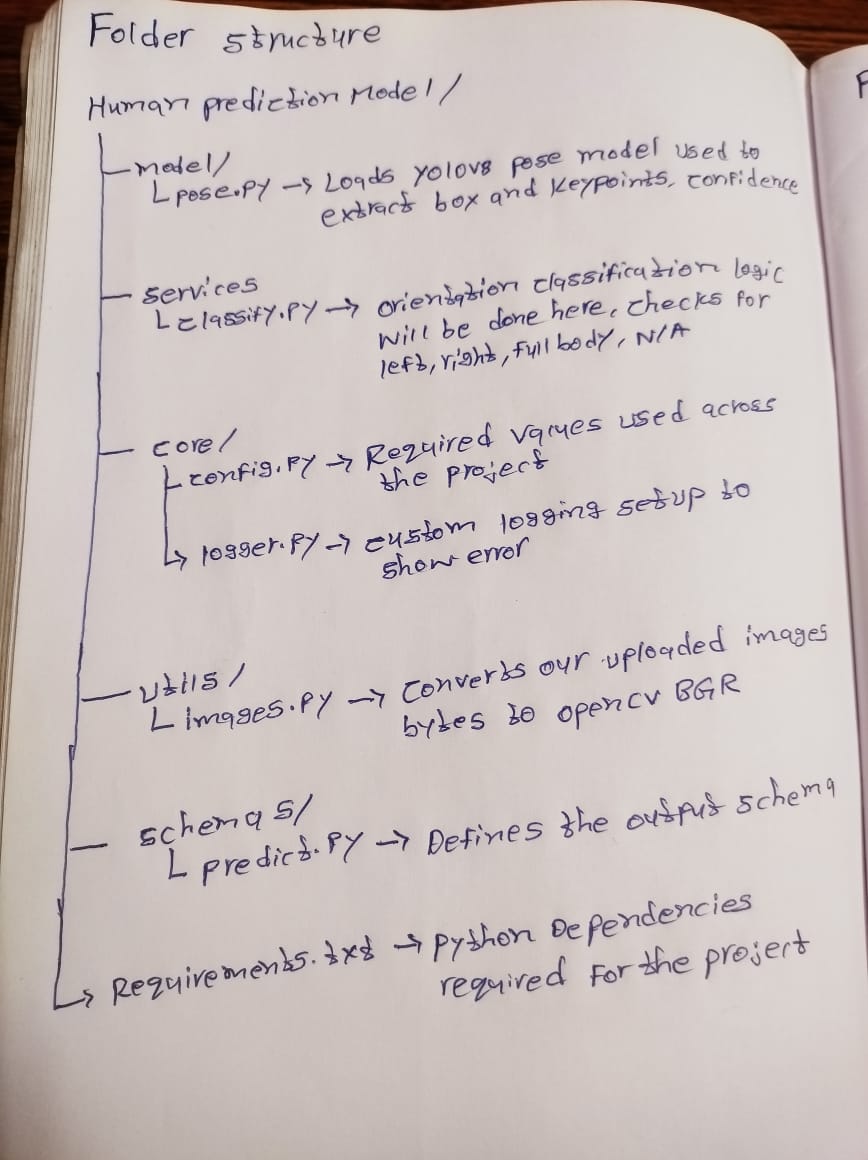 Folder structure
Human prediction Model/
model/
pose.py → Loads yolov8 pose model used to
extract box and Keypoints, confidence
services
classify.py → orientation classification logic
will be done here, checks for
left, right, full body, N/A
core/
config.py → Required values used across
the project
logger.py → custom logging setup to
show error
utils/
images.py → converts our uploaded images
bytes to opencv BGR
schemas/
predict.py → Defines the output schema
Requirements.txt → python Dependencies
required for the project
F